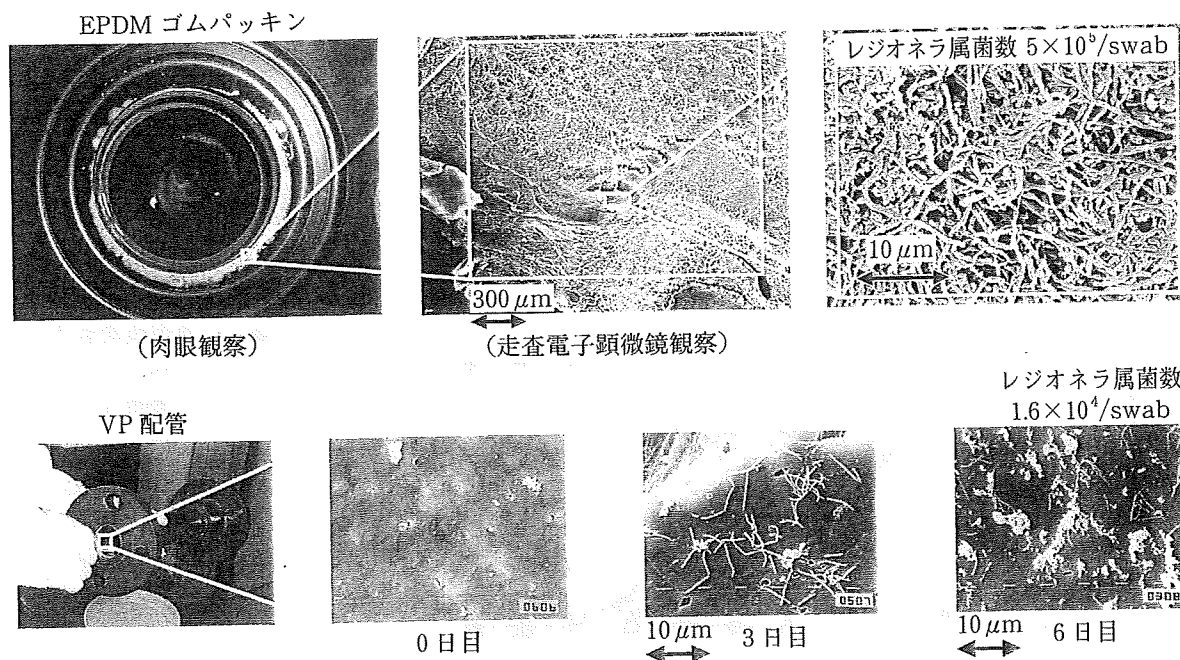 EPDM ゴムパッキン
レジオネラ属菌数 5×10⁵/swab
300 μm
10 μm
(肉眼観察)
(走査電子顕微鏡観察)
VP 配管
レジオネラ属菌数
1.6×10⁴/swab
0606
0507
0308
0 日目
10 μm
3 日目
10 μm
6 日目